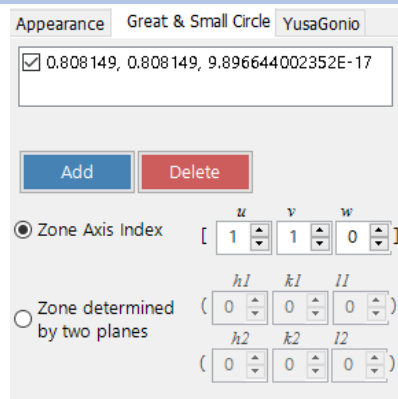 Appearance Great & Small Circle YusaGonio
0.808149, 0.808149, 9.896644002352E-17
Add Delete
u v w
Zone Axis Index [ 1 1 0 ]
h1 k1 l1
( 0 0 0 )
Zone determined
by two planes
h2 k2 l2
( 0 0 0 )